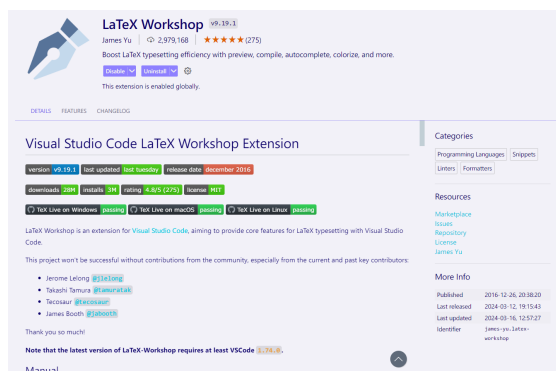 LaTeX Workshop v9.19.1
James Yu 2,979,168 ★★★★★(275)
Boost LaTeX typesetting efficiency with preview, compile, autocomplete, colorize, and more.
Disable Uninstall
This extension is enabled globally.
DETAILS FEATURES CHANGELOG
Visual Studio Code LaTeX Workshop Extension
version v9.19.1 last updated last tuesday release date december 2016
downloads 28M installs 3M rating 4.8/5 (275) license MIT
TeX Live on Windows passing TeX Live on macOS passing TeX Live on Linux passing
LaTeX Workshop is an extension for Visual Studio Code, aiming to provide core features for LaTeX typesetting with Visual Studio
Code.
This project won't be successful without contributions from the community, especially from the current and past key contributors:
• Jerome Lelong @jlelong
• Takashi Tamura @tamuratak
• Tecosaur @tecosaur
• James Booth @jabooth
Thank you so much!
Note that the latest version of LaTeX-Workshop requires at least VSCode 1.74.0.
Manual
Categories
Programming Languages Snippets
Linters Formatters
Resources
Marketplace
Issues
Repository
License
James Yu
More Info
Published 2016-12-26, 20:38:20
Last released 2024-03-12, 19:15:43
Last updated 2024-03-16, 12:57:27
Identifier james-yu.latex-
workshop